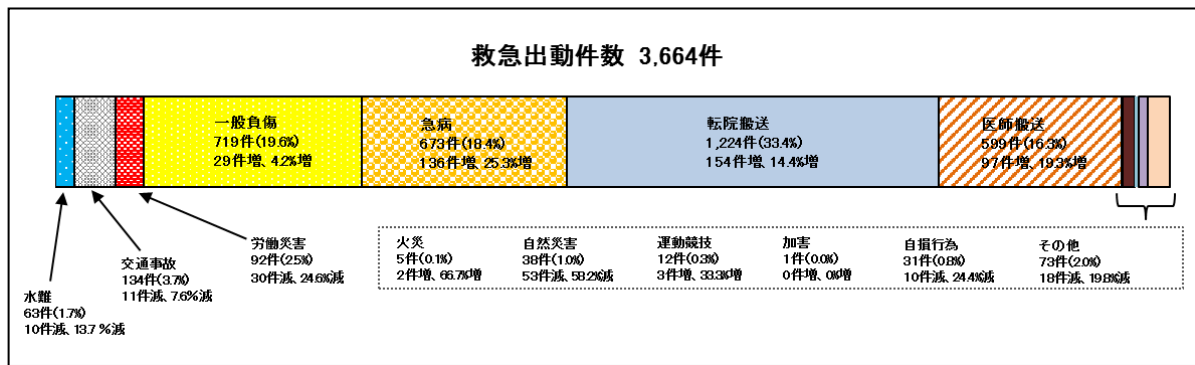 救急出動件数 3,664件
一般負傷
719件(19.6%)
29件増、4.2%増
急病
673件(18.4%)
136件増、25.3%増
転院搬送
1,224件(33.4%)
154件増、14.4%増
医師搬送
599件(16.3%)
97件増、19.3%増
水難
63件(1.7%)
10件減、13.7%減
交通事故
134件(3.7%)
11件減、7.6%減
労働災害
92件(2.5%)
30件減、24.6%減
火災
5件(0.1%)
2件増、66.7%増
自然災害
38件(1.0%)
53件減、58.2%減
運動競技
12件(0.3%)
3件増、33.3%増
加害
1件(0.0%)
0件増、0%増
自損行為
31件(0.8%)
10件減、24.4%減
その他
73件(2.0%)
18件減、19.8%減